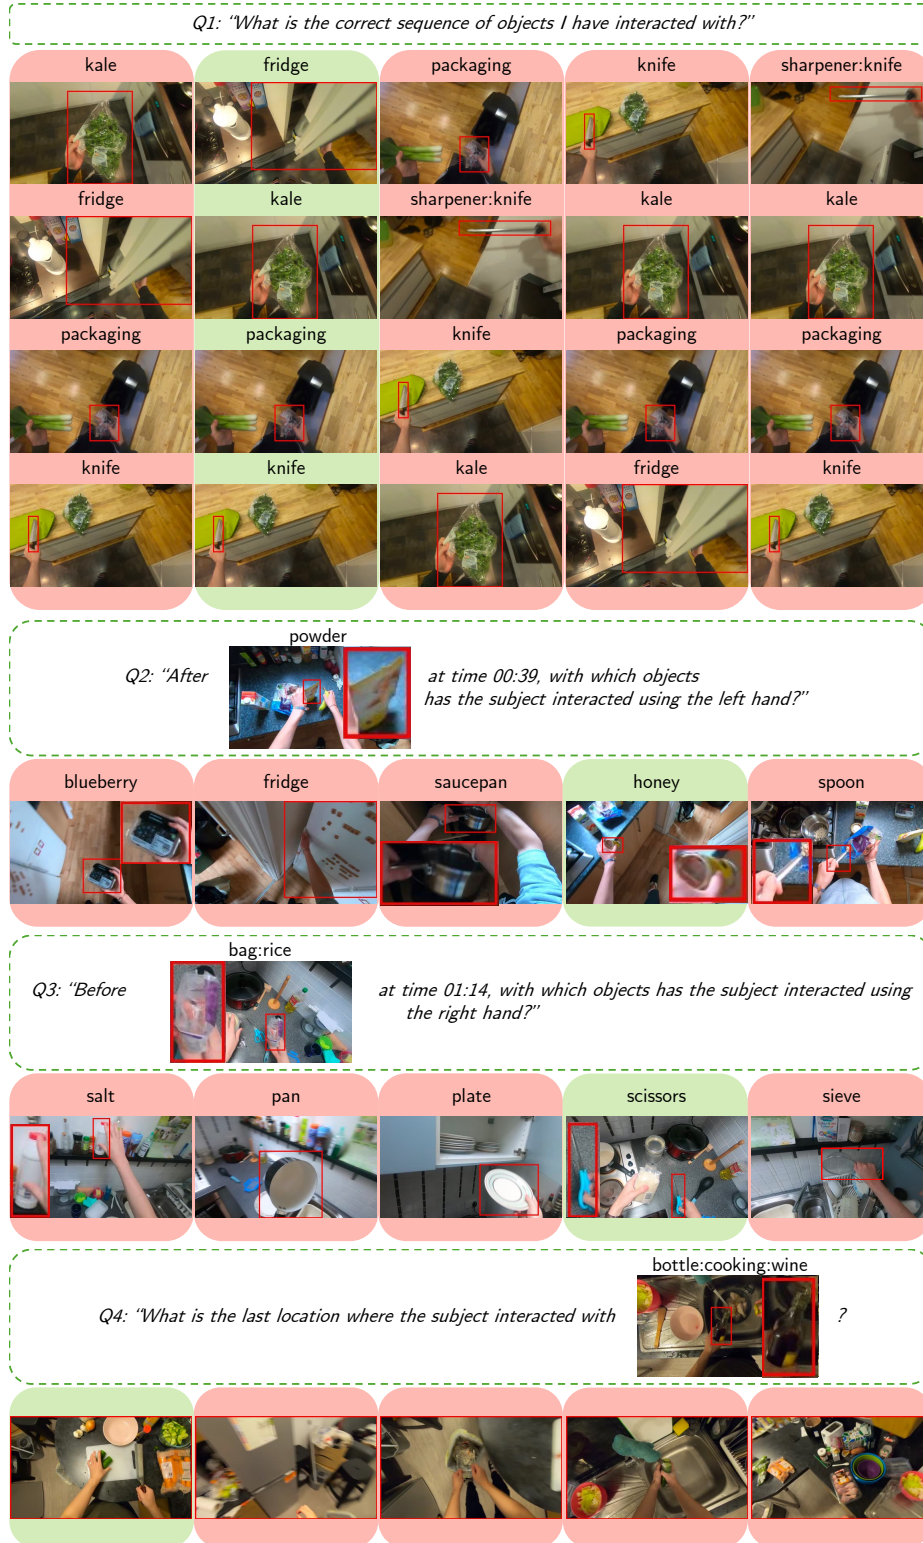 Q1: “What is the correct sequence of objects I have interacted with?”
kale fridge packaging knife sharpener:knife
fridge kale sharpener:knife kale kale
packaging packaging knife packaging packaging
knife knife kale fridge knife
powder
Q2: “After at time 00:39, with which objects
has the subject interacted using the left hand?”
blueberry fridge saucepan honey spoon
bag:rice
Q3: “Before at time 01:14, with which objects has the subject interacted using
the right hand?”
salt pan plate scissors sieve
bottle:cooking:wine
Q4: “What is the last location where the subject interacted with ?